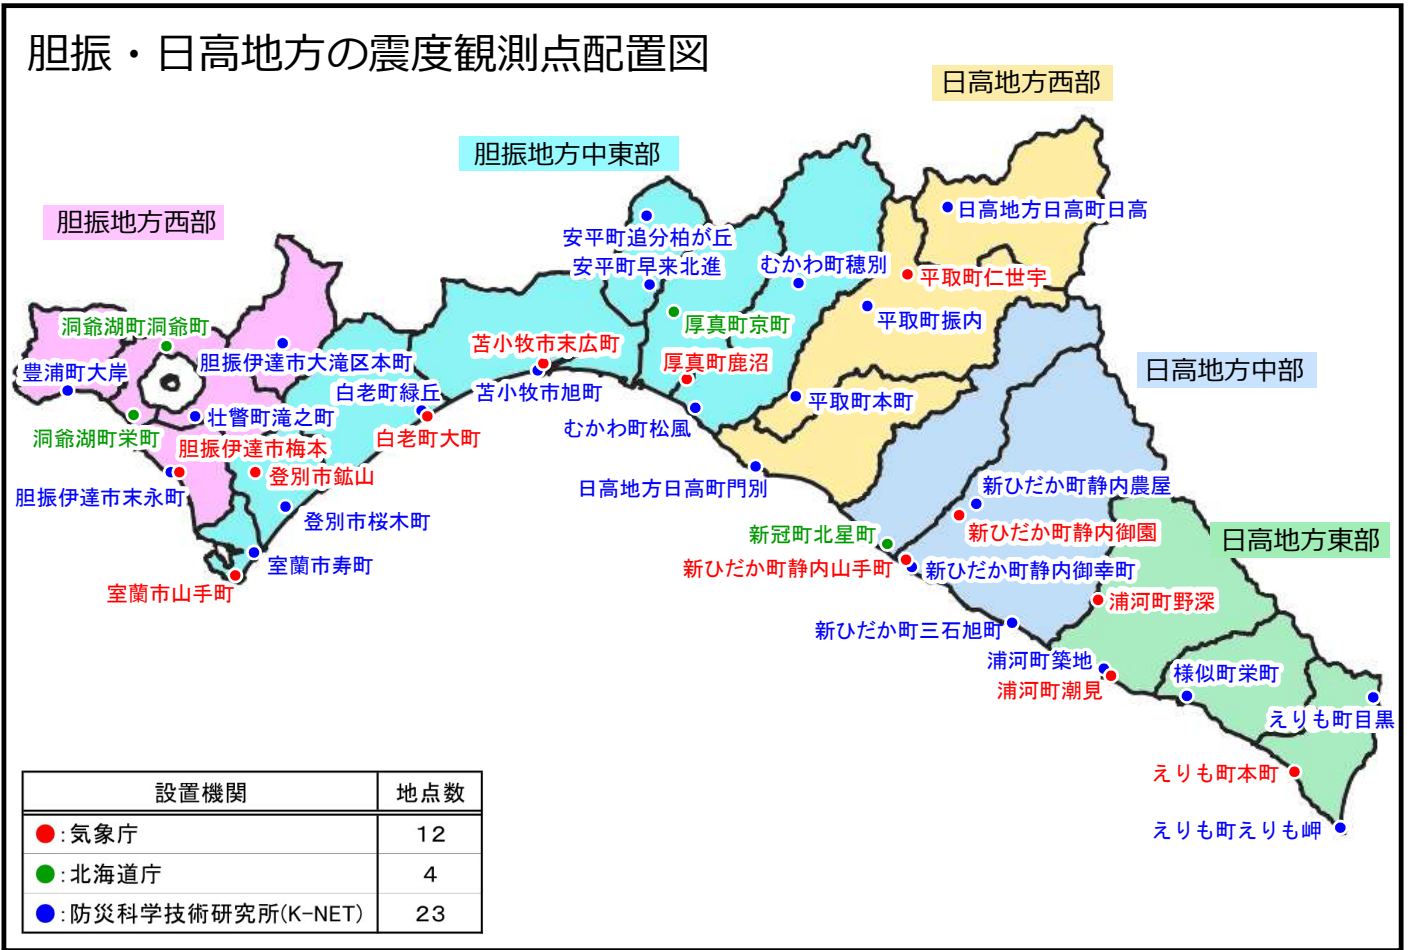 胆振・日高地方の震度観測点配置図
日高地方西部
胆振地方中東部
胆振地方西部
日高地方日高町日高
安平町追分柏が丘
安平町早来北進
むかわ町穂別
平取町仁世宇
洞爺湖町洞爺町
厚真町京町
平取町振内
苫小牧市末広町
胆振伊達市大滝区本町
厚真町鹿沼
日高地方中部
豊浦町大岸
白老町緑丘
苫小牧市旭町
平取町本町
壮瞥町滝之町
むかわ町松風
洞爺湖町栄町
白老町大町
胆振伊達市梅本
登別市鉱山
日高地方日高町門別
新ひだか町静内農屋
胆振伊達市末永町
登別市桜木町
新冠町北星町
新ひだか町静内御園
日高地方東部
室蘭市寿町
新ひだか町静内山手町
新ひだか町静内御幸町
室蘭市山手町
浦河町野深
新ひだか町三石旭町
浦河町築地
様似町栄町
浦河町潮見
えりも町目黒
えりも町本町
えりも町えりも岬
設置機関 地点数
:気象庁 12
:北海道庁 4
:防災科学技術研究所(K-NET) 23